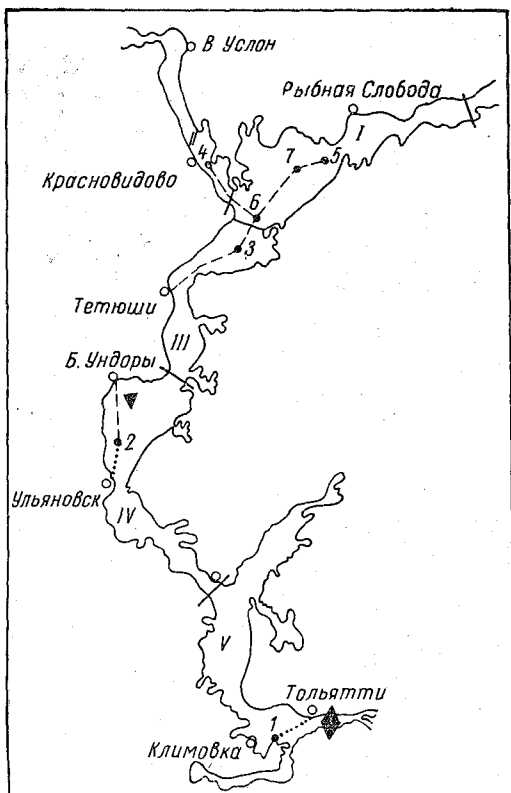 В Услон
Рыбная Слобода
I
II
4
7
5
Красновидово
6
3
Тетюши
III
Б. Ундоры
2
Ульяновск
IV
V
Тольятти
1
Климовка